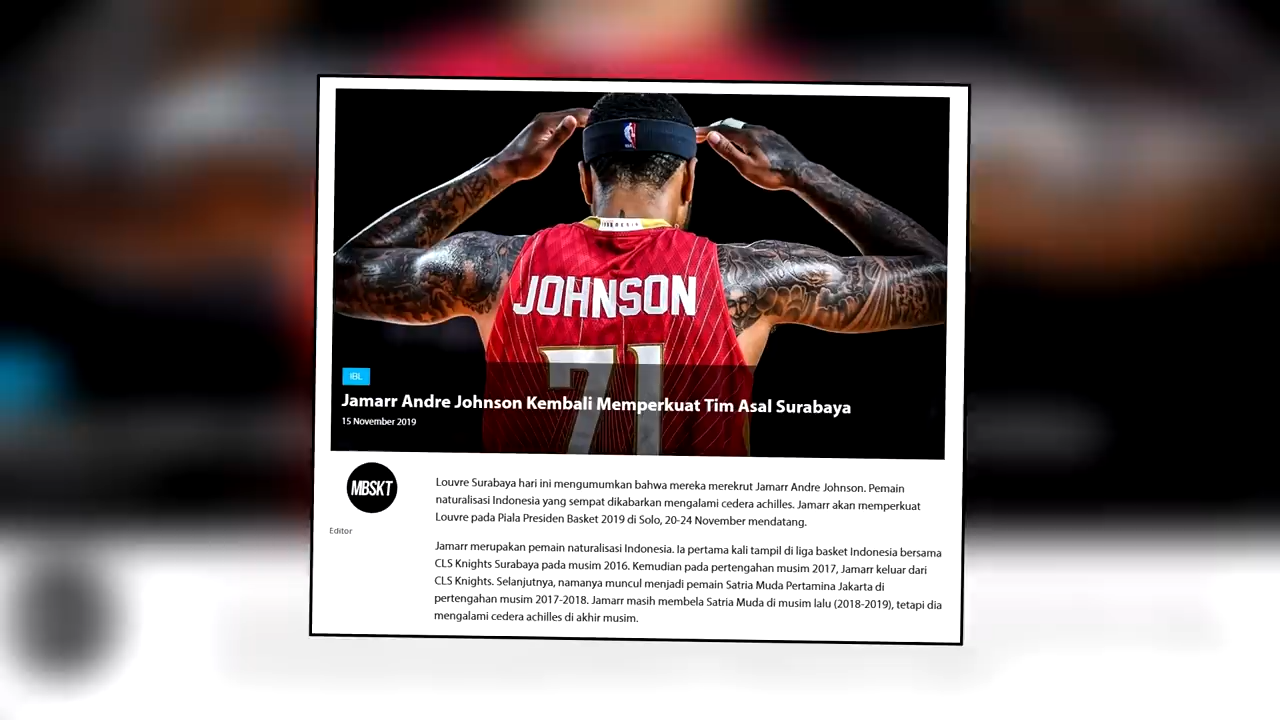 JOHNSON
71
IBL
Jamarr Andre Johnson Kembali Memperkuat Tim Asal Surabaya
15 November 2019
MBSKT
Editor
Louvre Surabaya hari ini mengumumkan bahwa mereka merekrut Jamarr Andre Johnson. Pemain
naturalisasi Indonesia yang sempat dikabarkan mengalami cedera achilles. Jamarr akan memperkuat
Louvre pada Piala Presiden Basket 2019 di Solo, 20-24 November mendatang.
Jamarr merupakan pemain naturalisasi Indonesia. Ia pertama kali tampil di liga basket Indonesia bersama
CLS Knights Surabaya pada musim 2016. Kemudian pada pertengahan musim 2017, Jamarr keluar dari
CLS Knights. Selanjutnya, namanya muncul menjadi pemain Satria Muda Pertamina Jakarta di
pertengahan musim 2017-2018. Jamarr masih membela Satria Muda di musim lalu (2018-2019), tetapi dia
mengalami cedera achilles di akhir musim.